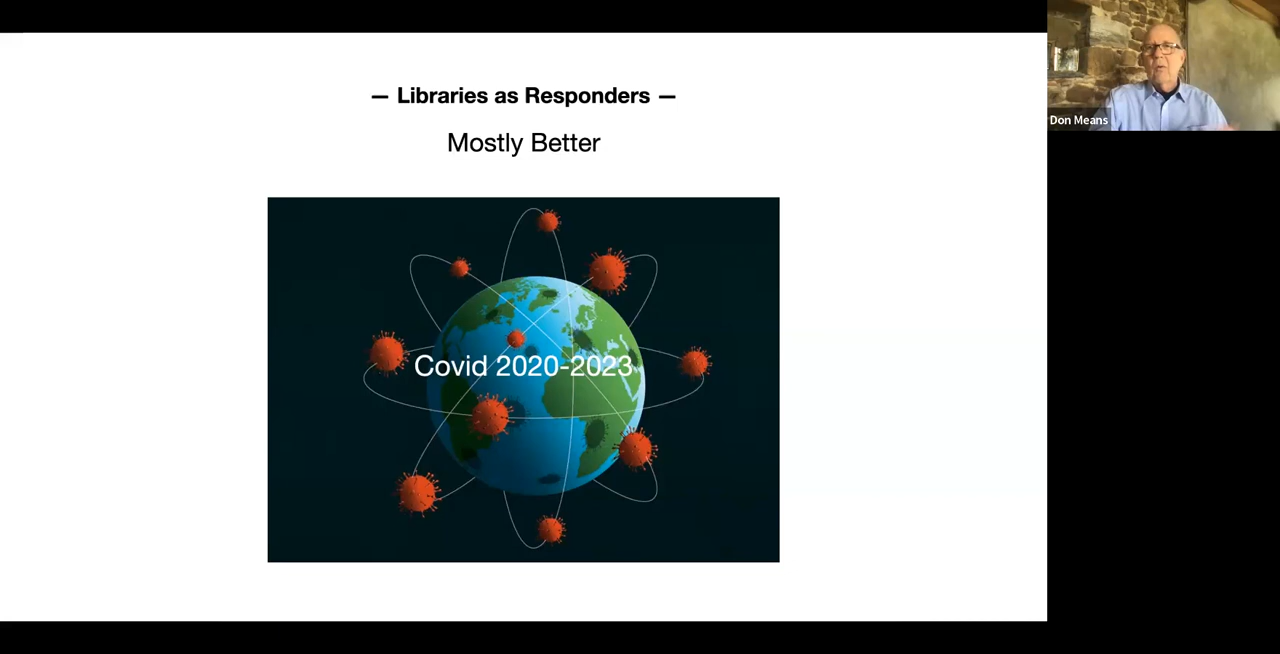 — Libraries as Responders —
Mostly Better
Covid 2020-2023
Don Means